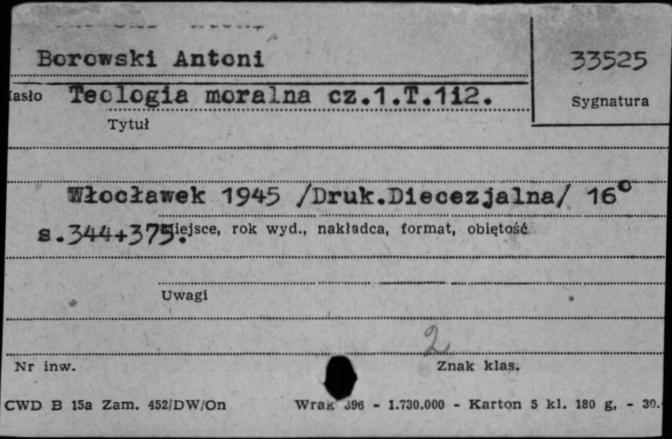 Borowski Antoni
33525
asło Teologia moralna cz.1.T.1i2.
Sygnatura
Tytuł
Włocławek 1945 /Druk.Diecezjalna/ 16°
s.344+375.
Miejsce, rok wyd., nakładca, format, objętość
Uwagi
2
Nr inw.
Znak klas.
CWD B 15a Zam. 452/DW/On
Wrak 396 - 1.730.000 - Karton 5 kl. 180 g, - 30.